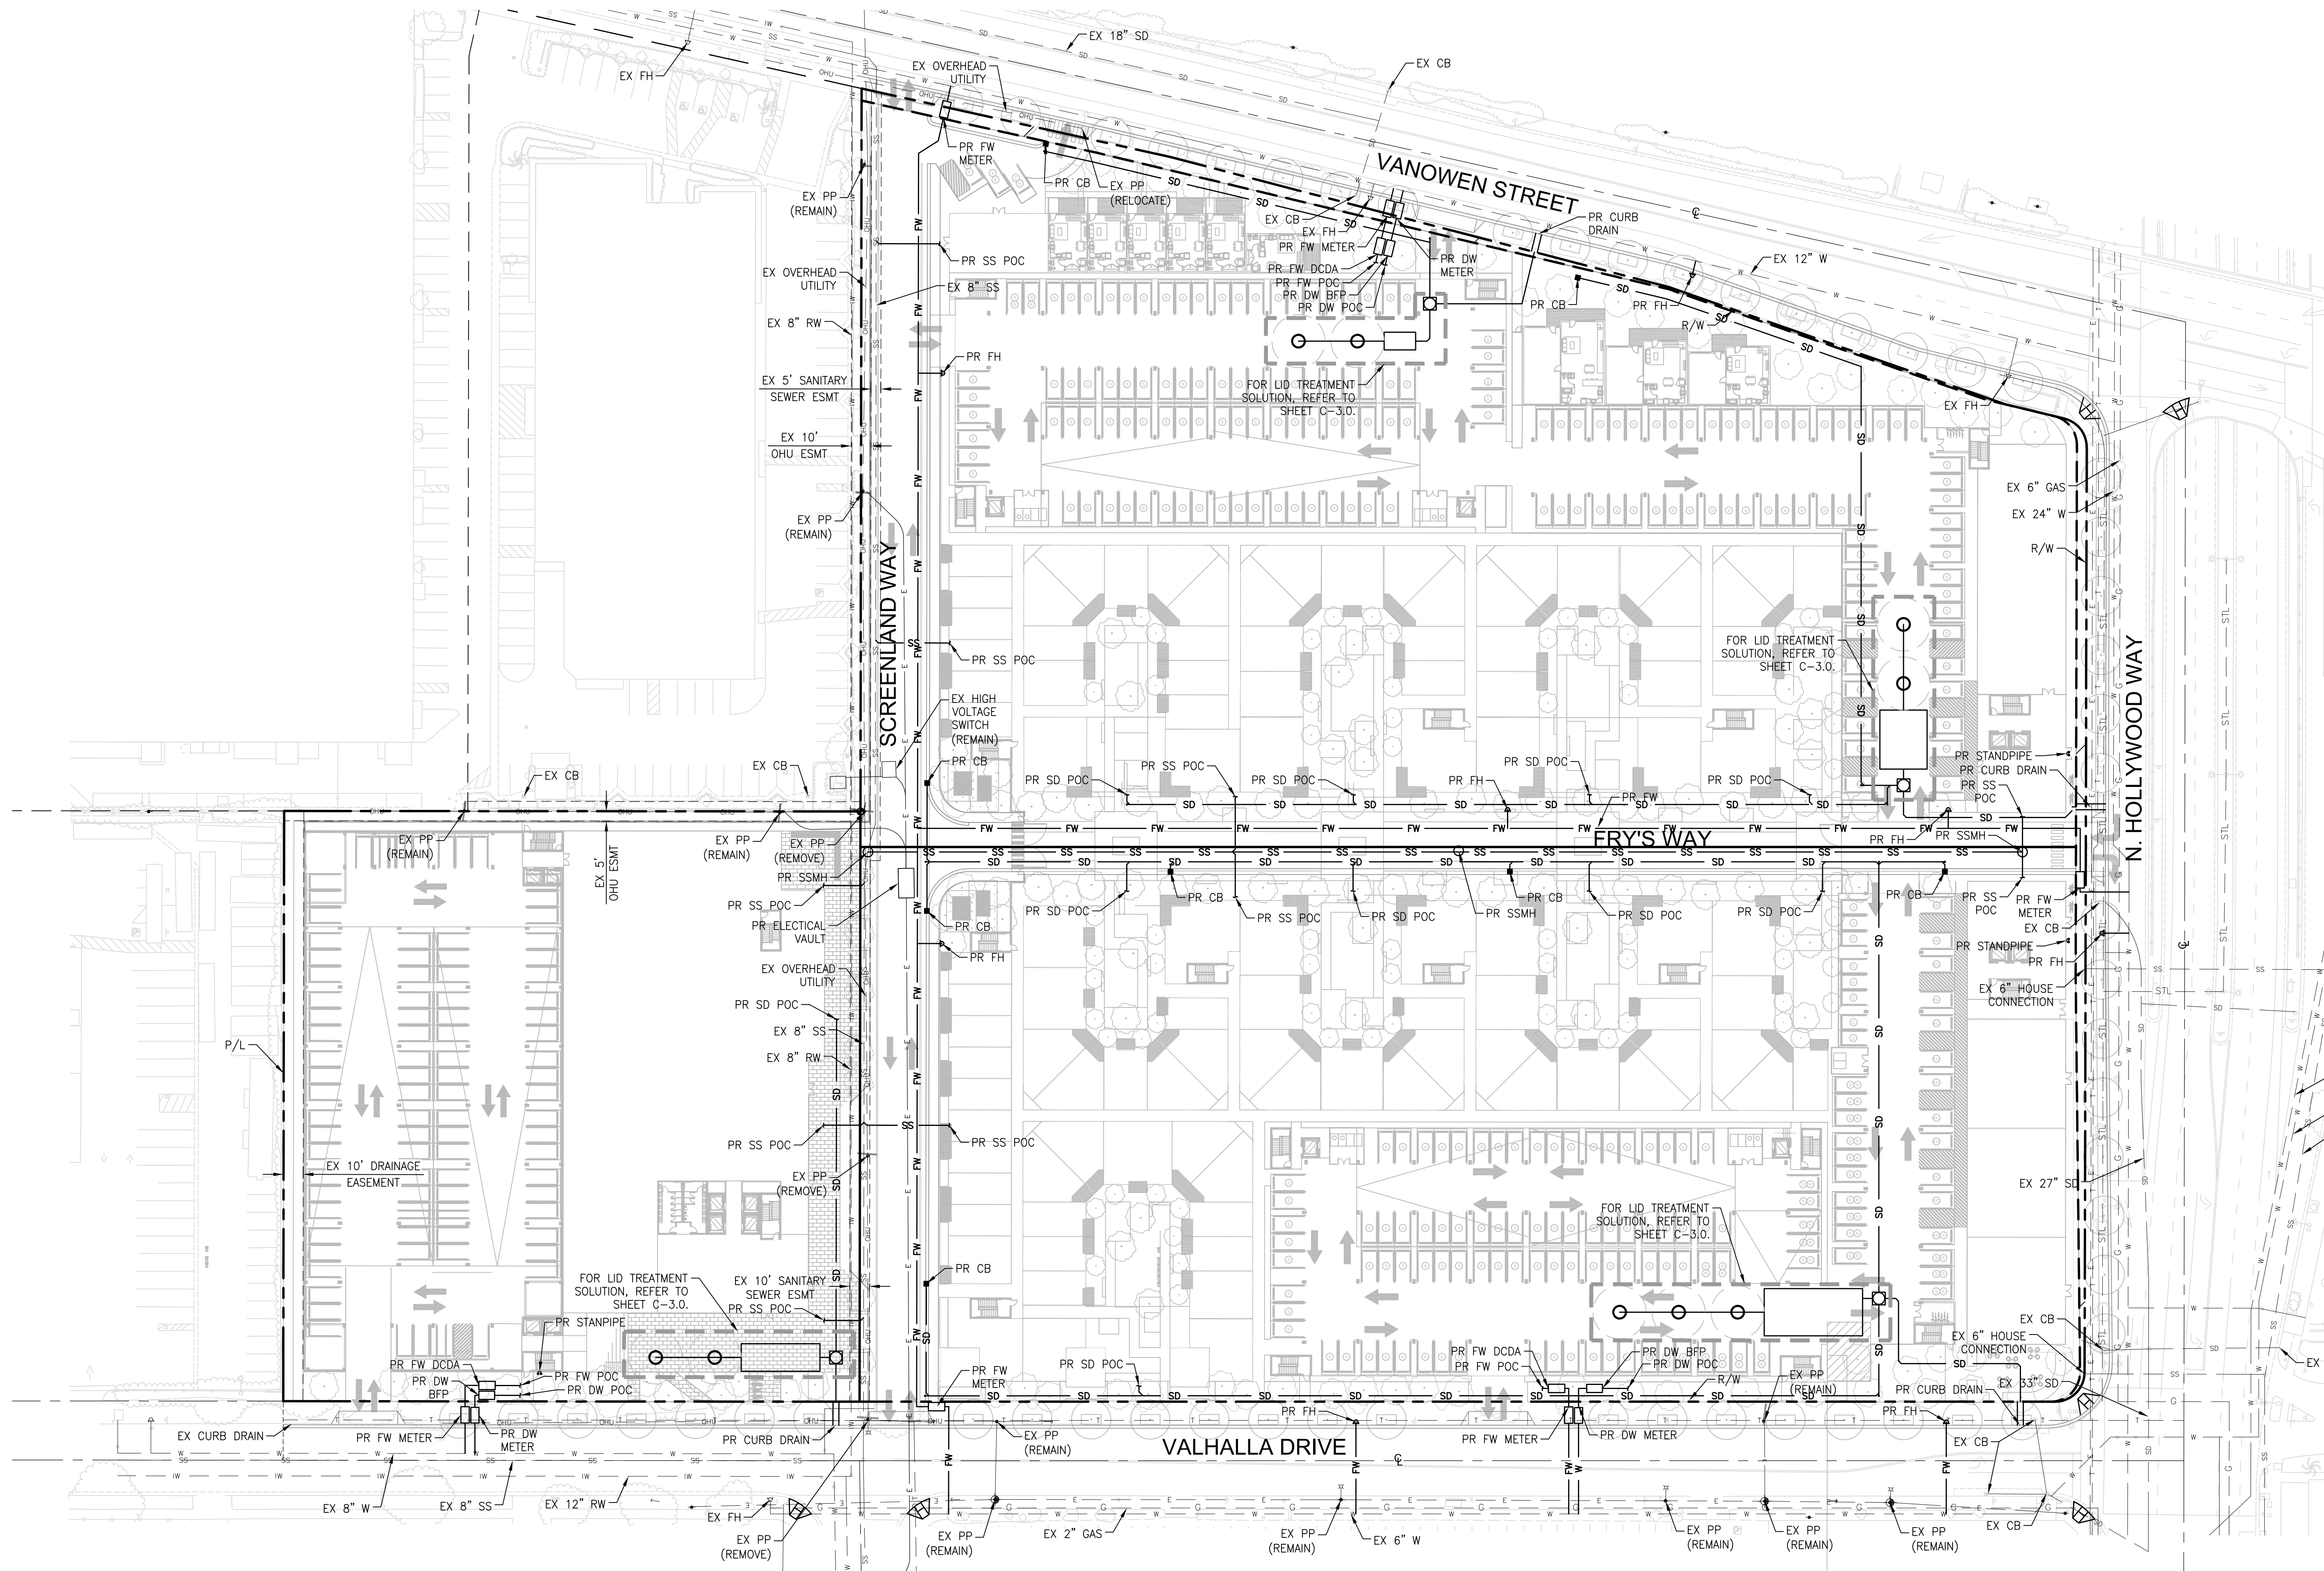 EX 18" SD
EX FH
EX OVERHEAD
UTILITY
EX CB
VANOWEN STREET
PR FW
METER
PR CB
EX PP
(RELOCATE)
EX PP
(REMAIN)
EX CB
EX FH
PR FW METER
PR CURB
DRAIN
PR SS POC
PR FW DCDA
PR FW POC
PR DW BFP
PR DW POC
PR DW
METER
EX 12" W
EX OVERHEAD
UTILITY
EX 8" SS
PR CB
PR FH
R/W
EX 8" RW
PR FH
EX 5' SANITARY
SEWER ESMT
FOR LID TREATMENT
SOLUTION, REFER TO
SHEET C-3.0.
EX FH
EX 10'
OHU ESMT
EX 6" GAS
EX 24" W
EX PP
(REMAIN)
R/W
SCREENLAND WAY
N. HOLLYWOOD WAY
FOR LID TREATMENT
SOLUTION, REFER TO
SHEET C-3.0.
PR SS POC
EX HIGH
VOLTAGE
SWITCH
(REMAIN)
EX CB
EX CB
PR CB
PR SD POC
PR SS POC
PR SD POC
PR FH
PR SD POC
PR FW
PR SD POC
PR STANDPIPE
PR CURB DRAIN
PR SS
POC
EX PP
(REMAIN)
EX PP
(REMAIN)
EX PP
(REMOVE)
FRY'S WAY
PR FH
PR SSMH
EX 5'
OHU ESMT
PR SSMH
PR SS POC
PR ELECTICAL
VAULT
PR CB
PR SD POC
PR CB
PR SS POC
PR SD POC
PR SSMH
PR CB
PR SD POC
PR SD POC
PR CB
PR SS
POC
PR FW
METER
EX CB
PR STANDPIPE
PR FH
PR FH
EX OVERHEAD
UTILITY
EX 6" HOUSE
CONNECTION
PR SD POC
EX 8" SS
EX 8" RW
P/L
PR SS POC
PR SS POC
EX 10' DRAINAGE
EASEMENT
EX PP
(REMOVE)
EX 27" SD
FOR LID TREATMENT
SOLUTION, REFER TO
SHEET C-3.0.
FOR LID TREATMENT
SOLUTION, REFER TO
SHEET C-3.0.
EX 10' SANITARY
SEWER ESMT
PR SS POC
PR CB
PR STANPIPE
EX CB
EX 6" HOUSE
CONNECTION
PR FW DCDA
PR DW
BFP
PR FW POC
PR DW POC
PR FW
METER
PR SD POC
PR FW DCDA
PR FW POC
PR DW BFP
PR DW POC
R/W
EX PP
(REMAIN)
EX 33" SD
PR CURB DRAIN
EX CURB DRAIN
PR FW METER
PR DW
METER
PR CURB DRAIN
EX PP
(REMAIN)
PR FH
PR FW METER
PR DW METER
PR FH
EX CB
VALHALLA DRIVE
EX 8" W
EX 8" SS
EX 12" RW
EX FH
EX PP
(REMOVE)
EX PP
(REMAIN)
EX 2" GAS
EX PP
(REMAIN)
EX 6" W
EX PP
(REMAIN)
EX PP
(REMAIN)
EX PP
(REMAIN)
EX CB
EX